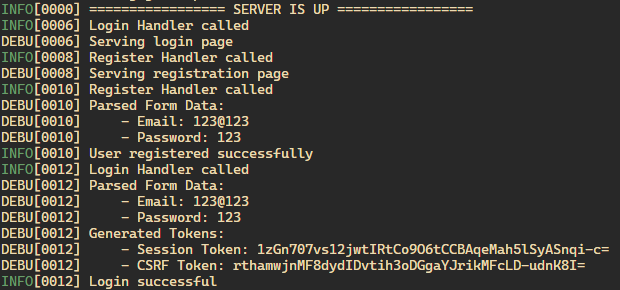 INFO[0000] ================= SERVER IS UP =================
INFO[0006] Login Handler called
DEBU[0006] Serving login page
INFO[0008] Register Handler called
DEBU[0008] Serving registration page
INFO[0010] Register Handler called
DEBU[0010] Parsed Form Data:
DEBU[0010]     - Email: 123@123
DEBU[0010]     - Password: 123
INFO[0010] User registered successfully
INFO[0012] Login Handler called
DEBU[0012] Parsed Form Data:
DEBU[0012]     - Email: 123@123
DEBU[0012]     - Password: 123
DEBU[0012] Generated Tokens:
DEBU[0012]     - Session Token: 1zGn707vs12jwtIRtCo9O6tCCBAqeMah5lSyASnqi-c=
DEBU[0012]     - CSRF Token: rthamwjnMF8dydIDvtih3oDGgaYJrikMFcLD-udnK8I=
INFO[0012] Login successful